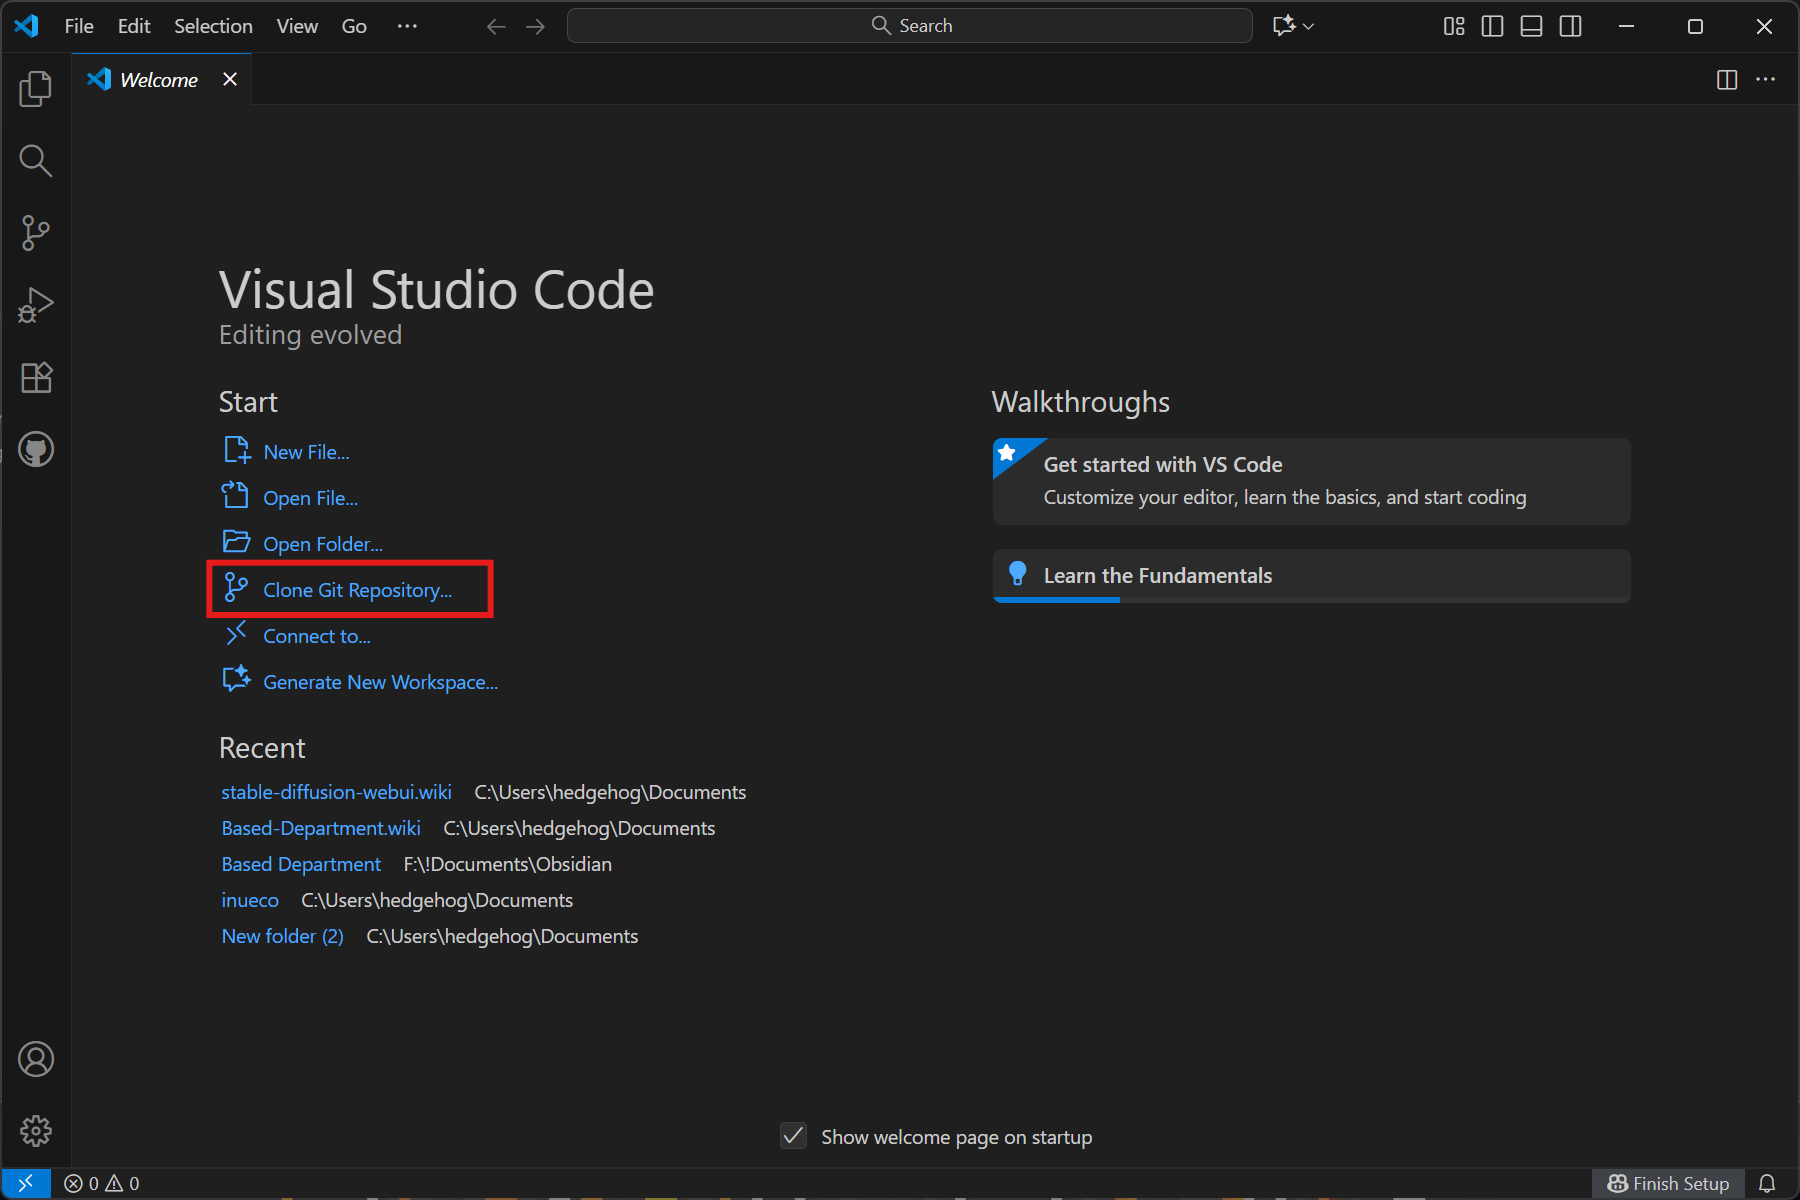 File Edit Selection View Go ···
Search
Welcome
Visual Studio Code
Editing evolved
Start
New File...
Open File...
Open Folder...
Clone Git Repository...
Connect to...
Generate New Workspace...
Recent
stable-diffusion-webui.wiki C:\Users\hedgehog\Documents
Based-Department.wiki C:\Users\hedgehog\Documents
Based Department F:\!Documents\Obsidian
inueco C:\Users\hedgehog\Documents
New folder (2) C:\Users\hedgehog\Documents
Walkthroughs
Get started with VS Code
Customize your editor, learn the basics, and start coding
Learn the Fundamentals
Show welcome page on startup
0 0
Finish Setup